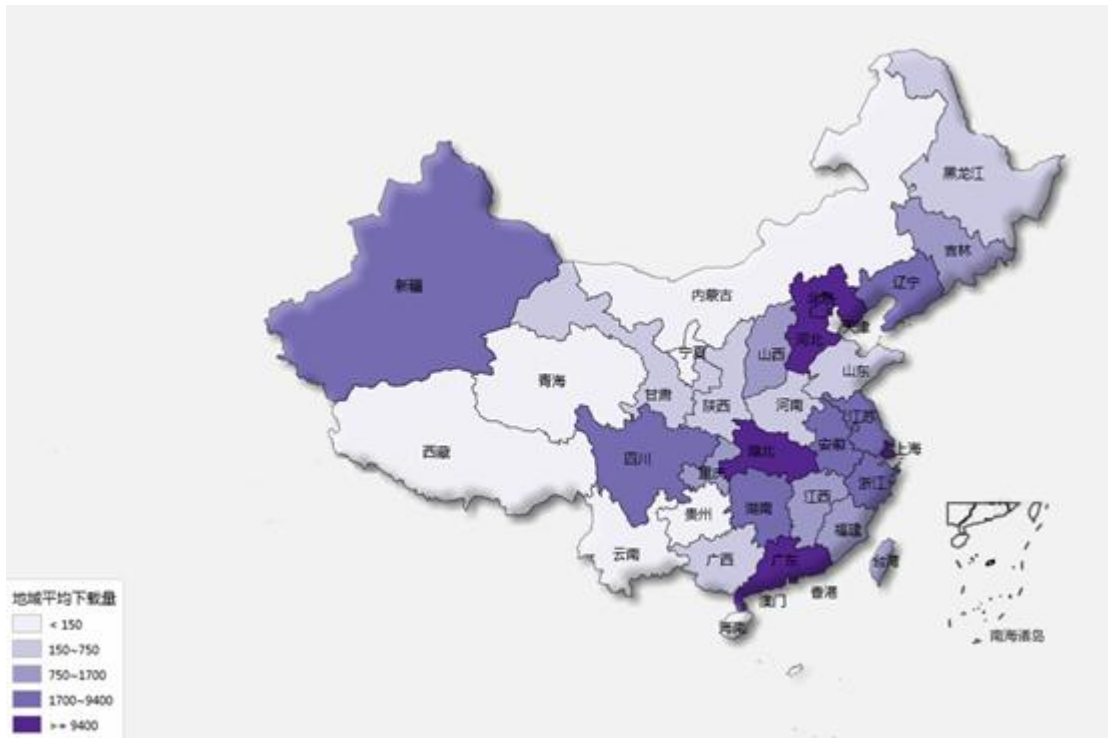 黑龙江
吉林
辽宁
新疆
内蒙古
北京
天津
河北
山西
宁夏
山东
青海
甘肃
陕西
河南
江苏
西藏
四川
安徽
上海
湖北
重庆
浙江
江西
湖南
贵州
福建
云南
广西
广东
台湾
香港
澳门
海南
南海诸岛
地域平均下载量
< 150
150~750
750~1700
1700~9400
>= 9400